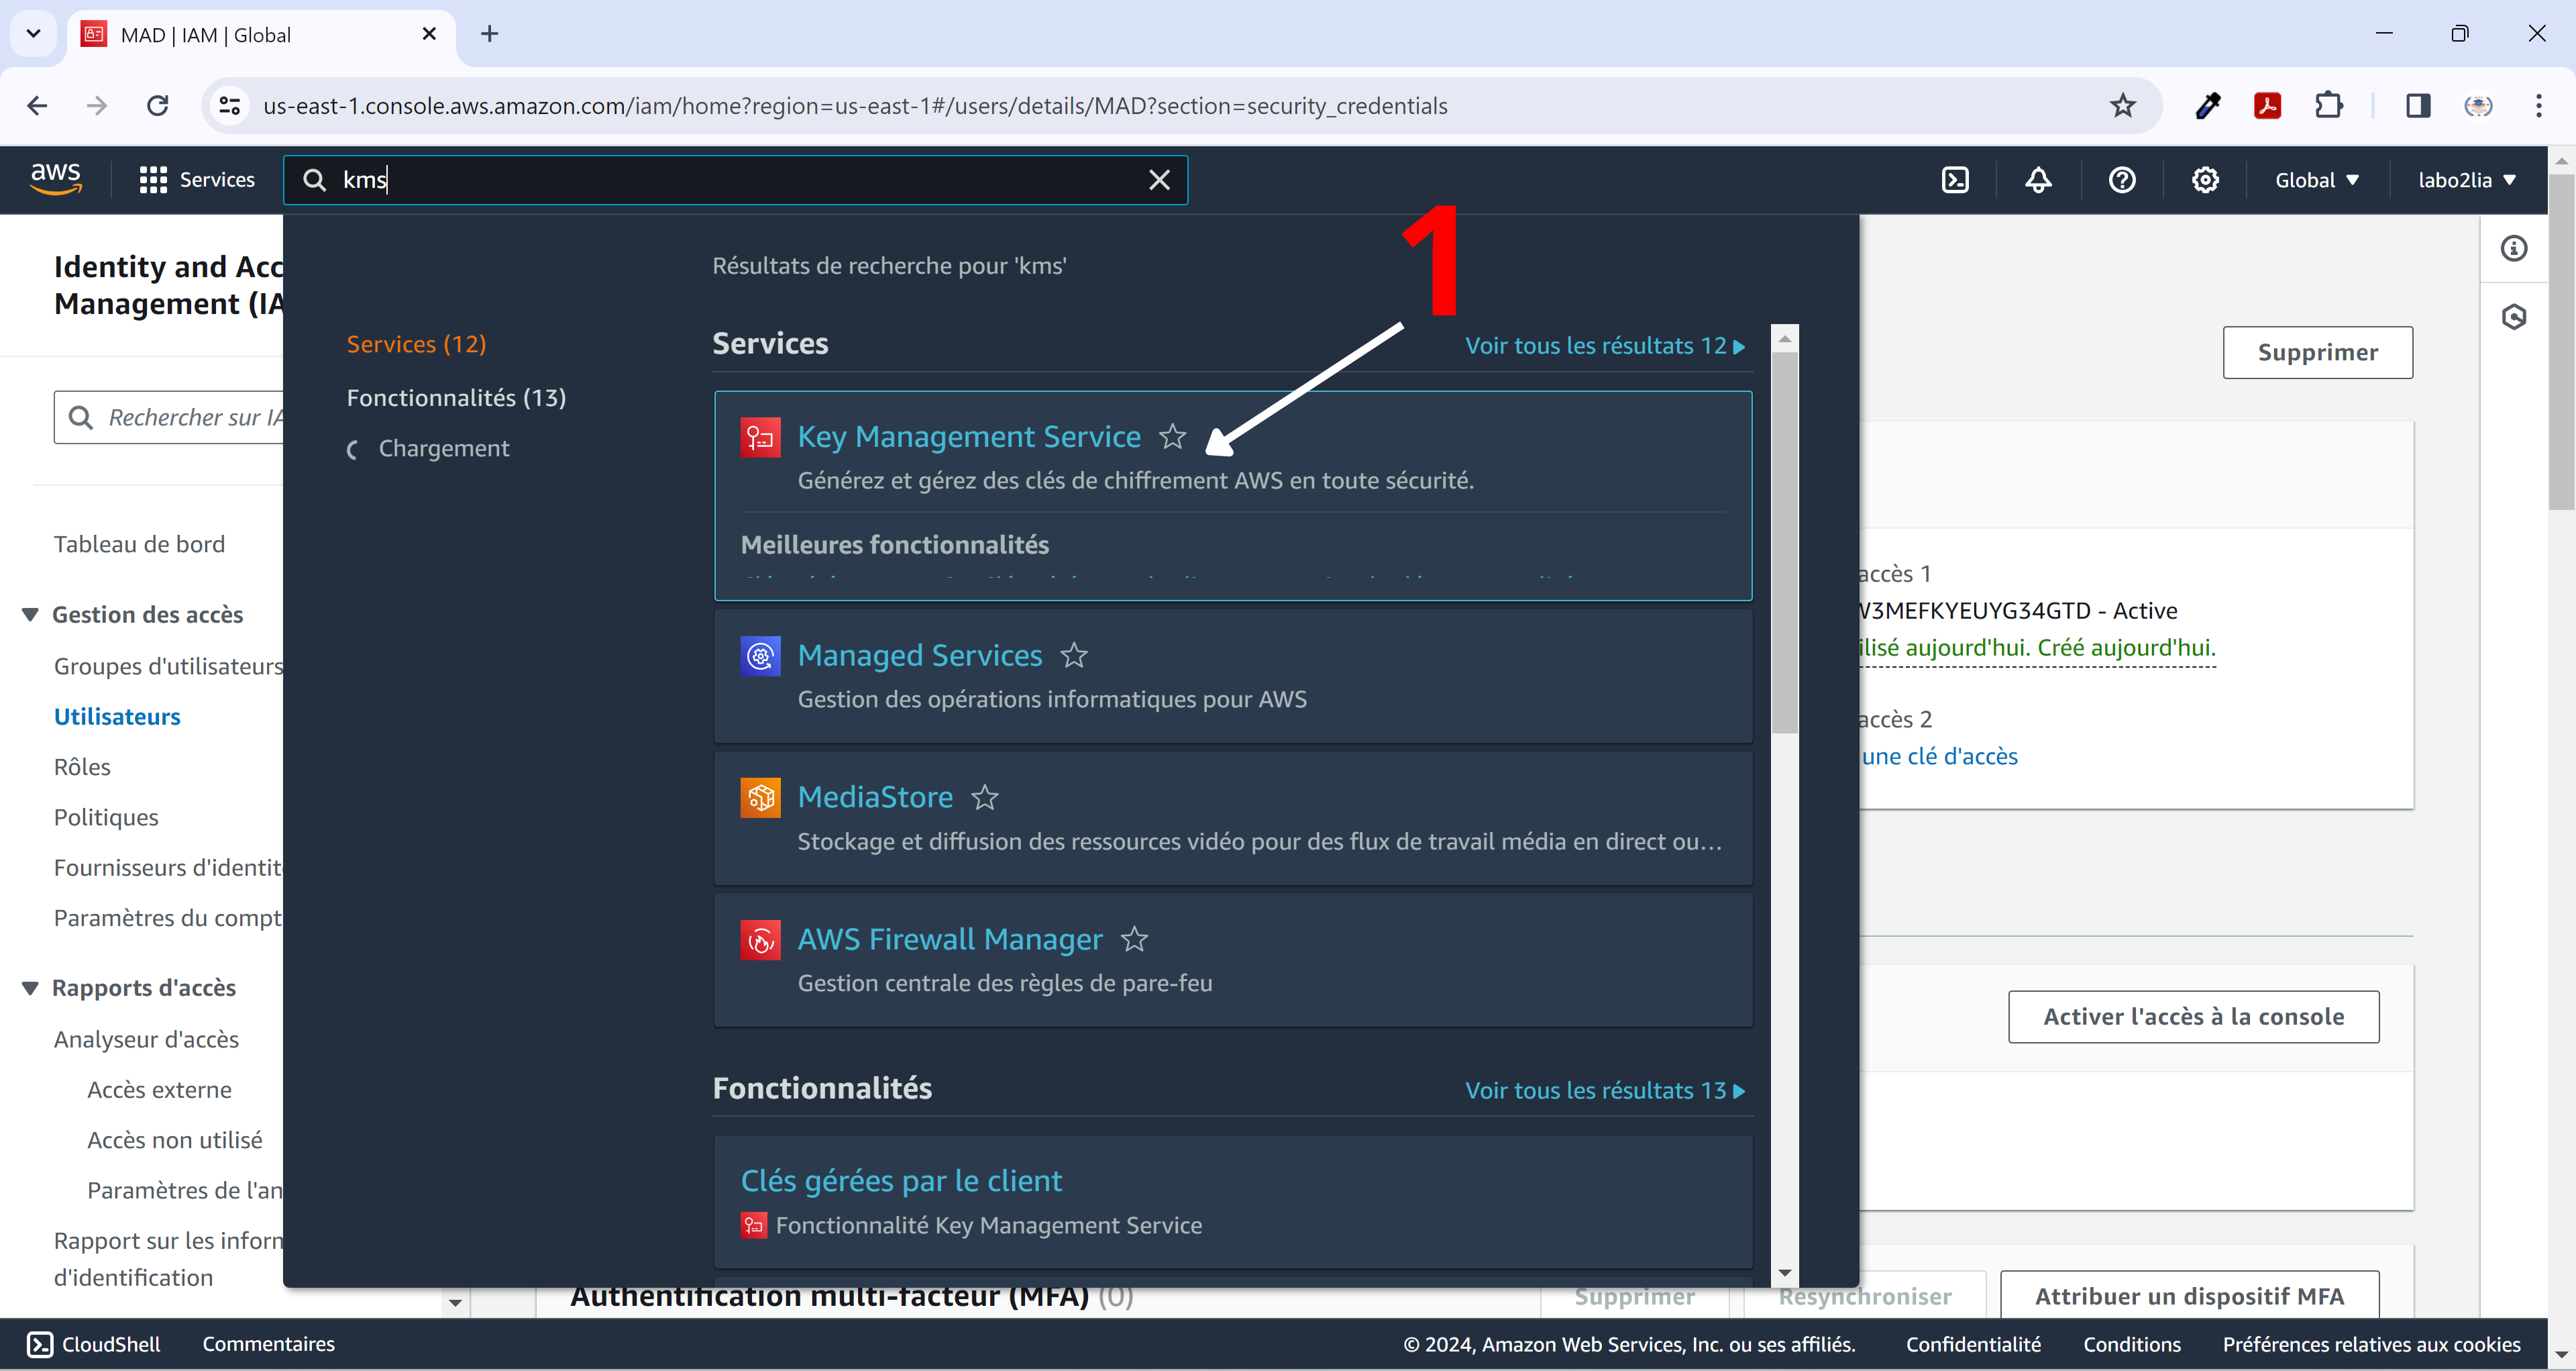 MAD | IAM | Global
us-east-1.console.aws.amazon.com/iam/home?region=us-east-1#/users/details/MAD?section=security_credentials
aws
Services
kms
Global
labo2lia
1
Identity and Acc
Management (IA
Rechercher sur IA
Tableau de bord
Gestion des accès
Groupes d'utilisateurs
Utilisateurs
Rôles
Politiques
Fournisseurs d'identit
Paramètres du compt
Rapports d'accès
Analyseur d'accès
Accès externe
Accès non utilisé
Paramètres de l'an
Rapport sur les inforn
d'identification
Résultats de recherche pour 'kms'
Services (12)
Fonctionnalités (13)
Chargement
Services
Voir tous les résultats 12
Key Management Service
Générez et gérez des clés de chiffrement AWS en toute sécurité.
Meilleures fonctionnalités
Managed Services
Gestion des opérations informatiques pour AWS
MediaStore
Stockage et diffusion des ressources vidéo pour des flux de travail média en direct ou...
AWS Firewall Manager
Gestion centrale des règles de pare-feu
Fonctionnalités
Voir tous les résultats 13
Clés gérées par le client
Fonctionnalité Key Management Service
Supprimer
accès 1
W3MEFKYEUYG34GTD - Active
ilisé aujourd'hui. Créé aujourd'hui.
accès 2
une clé d'accès
Activer l'accès à la console
Authentification multi-facteur (MFA) (0)
Supprimer
Resynchroniser
Attribuer un dispositif MFA
CloudShell
Commentaires
© 2024, Amazon Web Services, Inc. ou ses affiliés.
Confidentialité
Conditions
Préférences relatives aux cookies